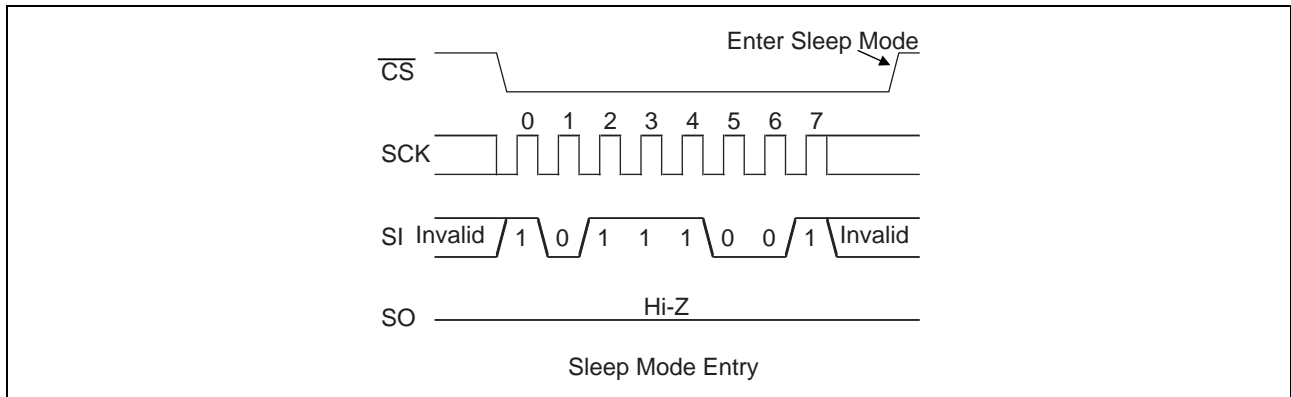 Enter Sleep Mode
CS
0 1 2 3 4 5 6 7
SCK
SI Invalid 1 0 1 1 1 0 0 1 Invalid
Hi-Z
SO
Sleep Mode Entry